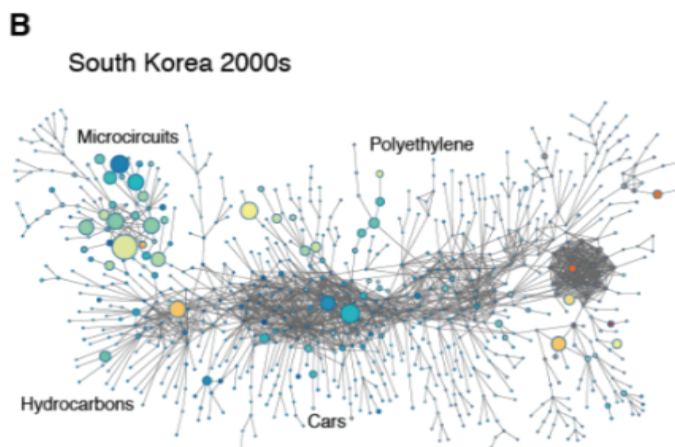 B
South Korea 2000s
Microcircuits
Polyethylene
Hydrocarbons
Cars